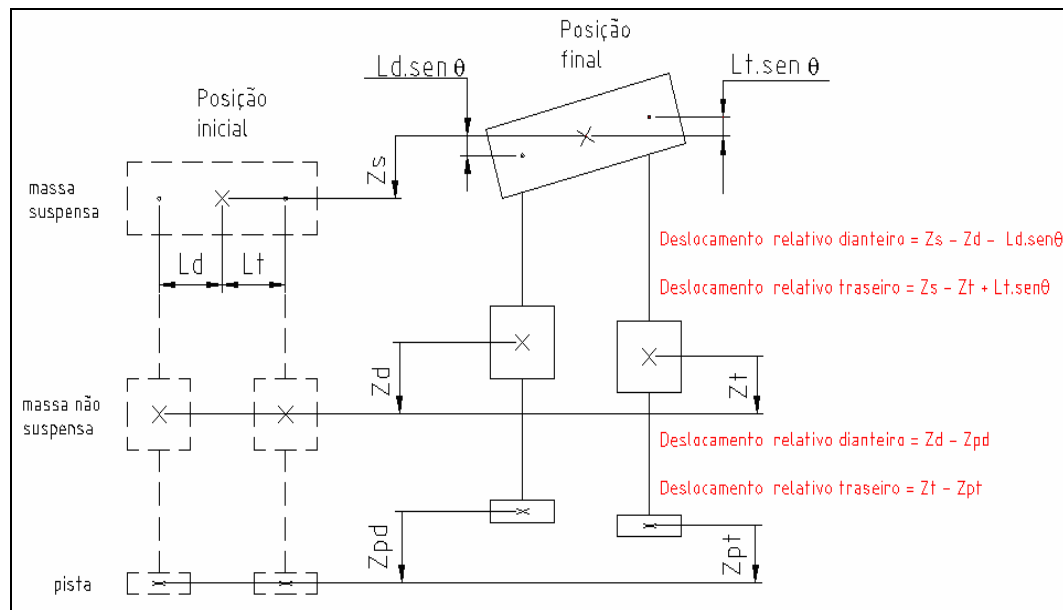 Posição
final
Ld.sen θ
Lt.sen θ
Posição
inicial
Zs
massa
suspensa
Deslocamento relativo dianteiro = Zs - Zd - Ld.senθ
Ld
Lt
Deslocamento relativo traseiro = Zs - Zt + Lt.senθ
Zd
Zt
massa não
suspensa
Deslocamento relativo dianteiro = Zd - Zpd
Deslocamento relativo traseiro = Zt - Zpt
Zpd
Zpt
pista